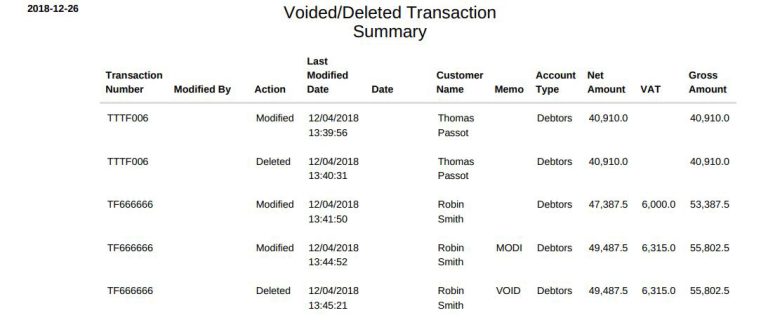 2018-12-26
Voided/Deleted Transaction
Summary
Last
Transaction Modified Customer Account Net Gross
Number Modified By Action Date Date Name Memo Type Amount VAT Amount
TTTF006 Modified 12/04/2018 Thomas Debtors 40,910.0 40,910.0
13:39:56 Passot
TTTF006 Deleted 12/04/2018 Thomas Debtors 40,910.0 40,910.0
13:40:31 Passot
TF666666 Modified 12/04/2018 Robin Debtors 47,387.5 6,000.0 53,387.5
13:41:50 Smith
TF666666 Modified 12/04/2018 Robin MODI Debtors 49,487.5 6,315.0 55,802.5
13:44:52 Smith
TF666666 Deleted 12/04/2018 Robin VOID Debtors 49,487.5 6,315.0 55,802.5
13:45:21 Smith